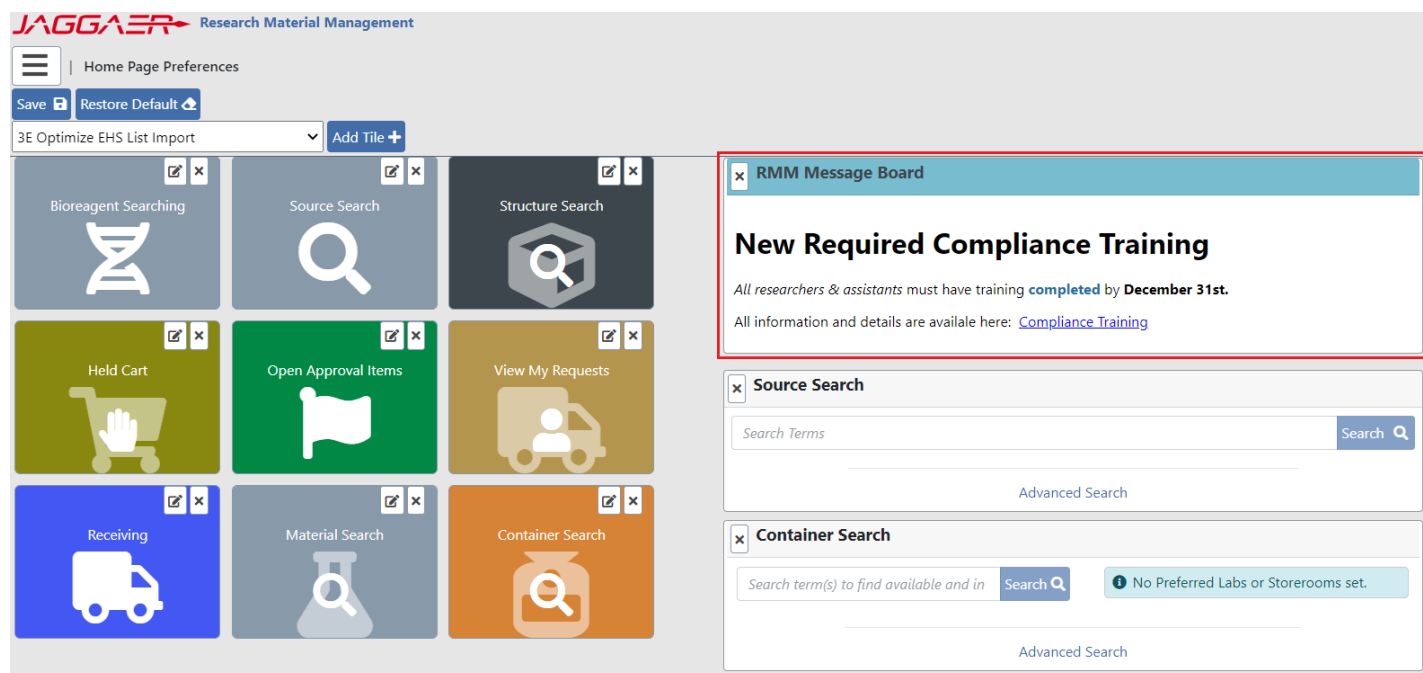 JAGGAER Research Material Management
| Home Page Preferences
Save Restore Default
3E Optimize EHS List Import Add Tile
Bioreagent Searching
Source Search
Structure Search
Held Cart
Open Approval Items
View My Requests
Receiving
Material Search
Container Search
RMM Message Board
New Required Compliance Training
All researchers & assistants must have training completed by December 31st.
All information and details are availale here: Compliance Training
Source Search
Search Terms Search
Advanced Search
Container Search
Search term(s) to find available and in Search No Preferred Labs or Storerooms set.
Advanced Search